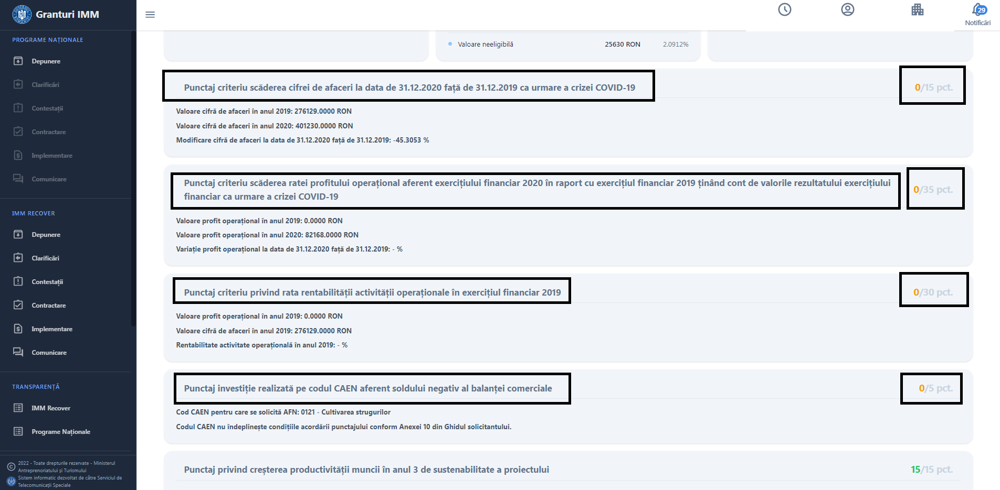 Granturi IMM
PROGRAME NAȚIONALE
Depunere
Clarificări
Contestații
Contractare
Implementare
Comunicare
IMM RECOVER
Depunere
Clarificări
Contestații
Contractare
Implementare
Comunicare
TRANSPARENȚĂ
IMM Recover
Programe Naționale
2022 - Toate drepturile rezervate - Ministerul
Antreprenoriatului și Turismului
Sistem informatic dezvoltat de către Serviciul de
Telecomunicații Speciale
29
Notificări
Valoare neeligibilă 25630 RON 2.0912%
Punctaj criteriu scăderea cifrei de afaceri la data de 31.12.2020 față de 31.12.2019 ca urmare a crizei COVID-19 0/15 pct.
Valoare cifră de afaceri în anul 2019: 276129.0000 RON
Valoare cifră de afaceri în anul 2020: 401230.0000 RON
Modificare cifră de afaceri la data de 31.12.2020 față de 31.12.2019: -45.3053 %
Punctaj criteriu scăderea ratei profitului operațional aferent exercițiului financiar 2020 în raport cu exercițiul financiar 2019 ținând cont de valorile rezultatului exercițiului
financiar ca urmare a crizei COVID-19
0/35 pct.
Valoare profit operațional în anul 2019: 0.0000 RON
Valoare profit operațional în anul 2020: 82168.0000 RON
Variație profit operațional la data de 31.12.2020 față de 31.12.2019: - %
Punctaj criteriu privind rata rentabilității activității operaționale în exercițiul financiar 2019 0/30 pct.
Valoare profit operațional în anul 2019: 0.0000 RON
Valoare cifră de afaceri în anul 2019: 276129.0000 RON
Rentabilitate activitate operațională în anul 2019: - %
Punctaj investiție realizată pe codul CAEN aferent soldului negativ al balanței comerciale 0/5 pct.
Cod CAEN pentru care se solicită AFN: 0121 - Cultivarea strugurilor
Codul CAEN nu îndeplinește condițiile acordării punctajului conform Anexei 10 din Ghidul solicitantului.
Punctaj privind creșterea productivității muncii în anul 3 de sustenabilitate a proiectului 15/15 pct.